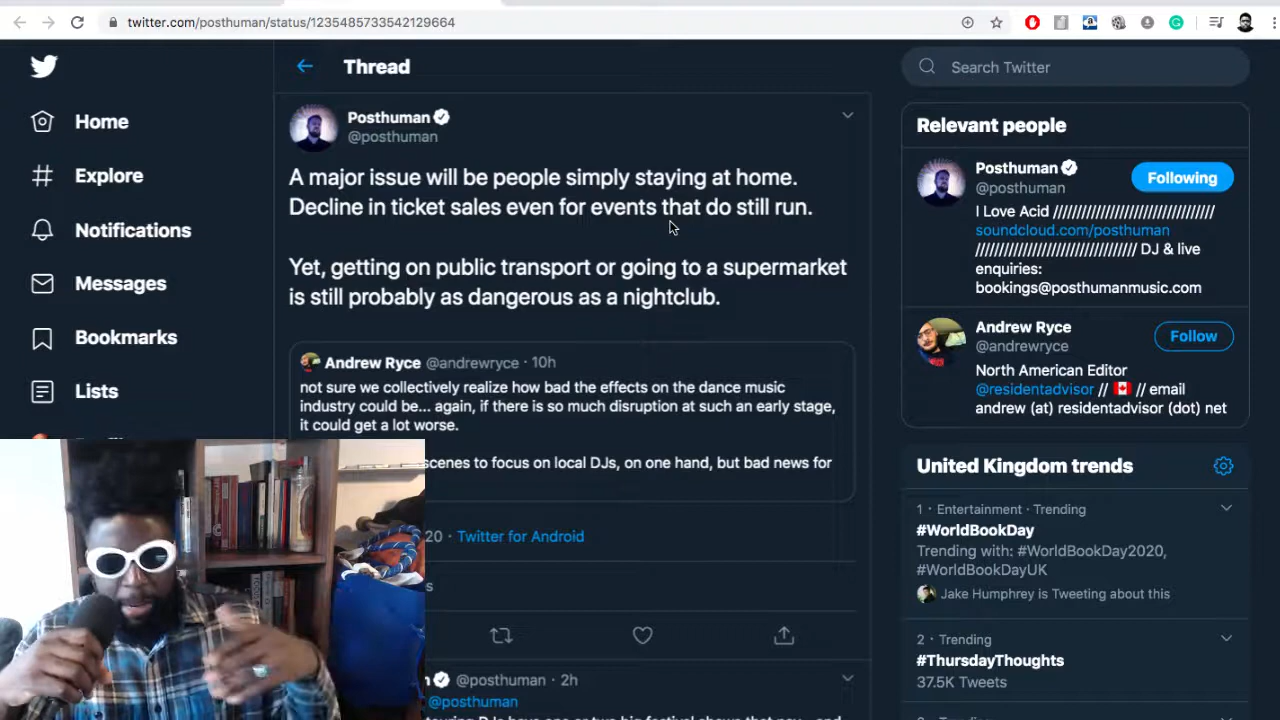 twitter.com/posthuman/status/1235485733542129664
Home
Explore
Notifications
Messages
Bookmarks
Lists
Thread
Posthuman
@posthuman
A major issue will be people simply staying at home.
Decline in ticket sales even for events that do still run.
Yet, getting on public transport or going to a supermarket
is still probably as dangerous as a nightclub.
Andrew Ryce @andrewryce · 10h
not sure we collectively realize how bad the effects on the dance music
industry could be... again, if there is so much disruption at such an early stage,
it could get a lot worse.
scenes to focus on local DJs, on one hand, but bad news for
20 · Twitter for Android
@posthuman · 2h
@posthuman
Search Twitter
Relevant people
Posthuman
@posthuman
Following
I Love Acid /////////////////////////////////
soundcloud.com/posthuman
///////////////////////////////// DJ & live
enquiries:
bookings@posthumanmusic.com
Andrew Ryce
@andrewryce
Follow
North American Editor
@residentadvisor // 🇨🇦 // email
andrew (at) residentadvisor (dot) net
United Kingdom trends
1 · Entertainment · Trending
#WorldBookDay
Trending with: #WorldBookDay2020,
#WorldBookDayUK
Jake Humphrey is Tweeting about this
2 · Trending
#ThursdayThoughts
37.5K Tweets